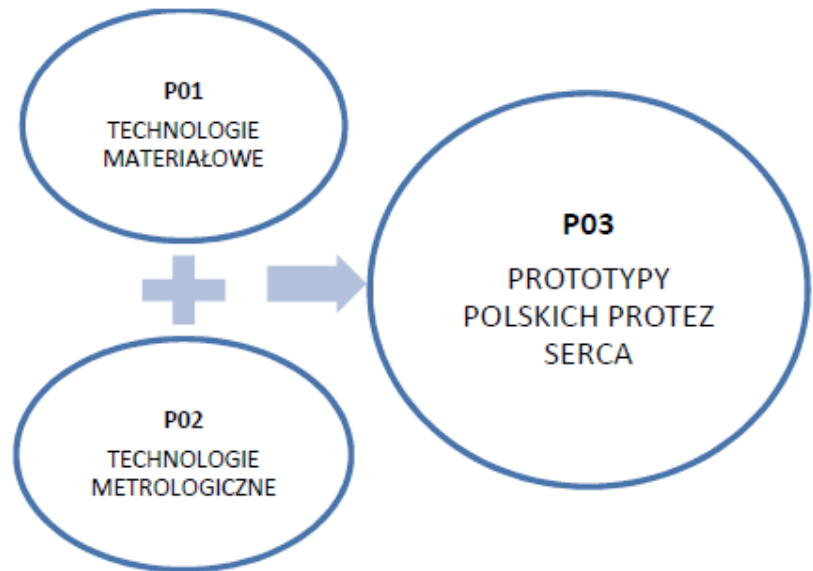 P01
TECHNOLOGIE
MATERIAŁOWE
P02
TECHNOLOGIE
METROLOGICZNE
P03
PROTOTYPY
POLSKICH PROTEZ
SERCA